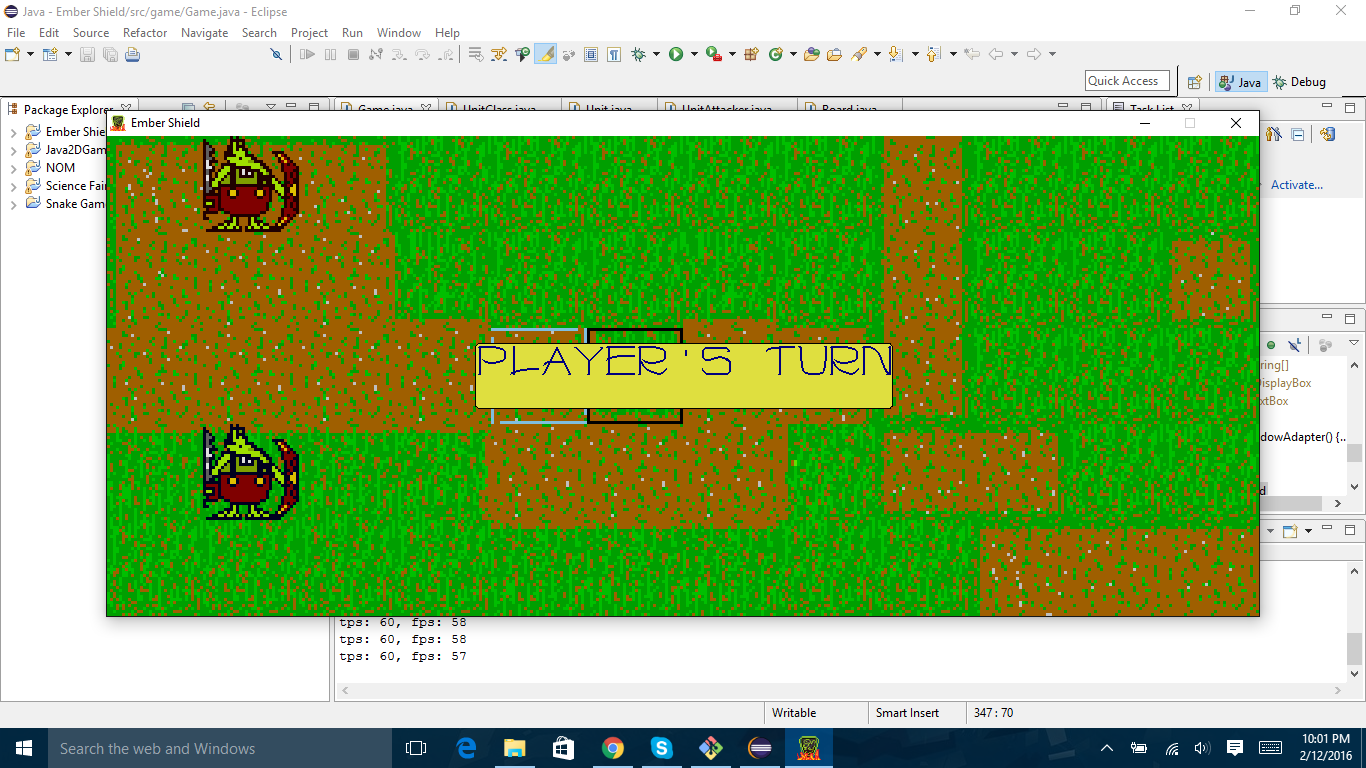 Java - Ember Shield/src/game/Game.java - Eclipse
File Edit Source Refactor Navigate Search Project Run Window Help
Quick Access
Java
Debug
Package Explorer
Game.java
UnitClass.java
Unit.java
UnitAttacker.java
Board.java
Task List
Ember Shield
Ember Shie
Java2DGam
NOM
Science Fai
Snake Gam
Activate...
PLAYER'S TURN
ring[]
DisplayBox
xtBox
dowAdapter() {...
d
tps: 60, fps: 58
tps: 60, fps: 58
tps: 60, fps: 57
Writable
Smart Insert
347 : 70
Search the web and Windows
10:01 PM
2/12/2016